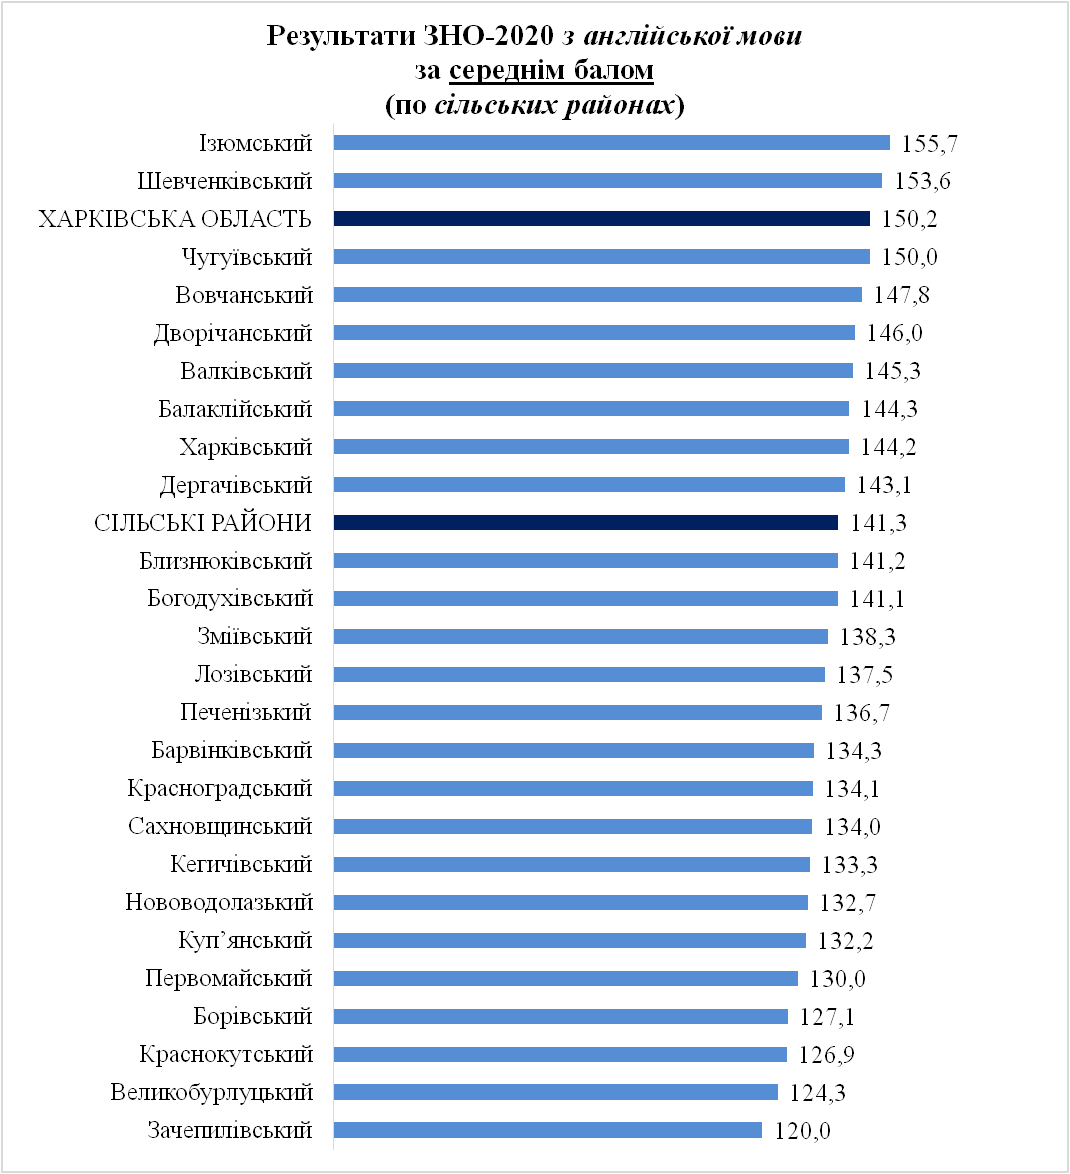 Результати ЗНО-2020 з англійської мови
за середнім балом
(по сільських районах)
Ізюмський 155,7
Шевченківський 153,6
ХАРКІВСЬКА ОБЛАСТЬ 150,2
Чугуївський 150,0
Вовчанський 147,8
Дворічанський 146,0
Валківський 145,3
Балаклійський 144,3
Харківський 144,2
Дергачівський 143,1
СІЛЬСЬКІ РАЙОНИ 141,3
Близнюківський 141,2
Богодухівський 141,1
Зміївський 138,3
Лозівський 137,5
Печенізький 136,7
Барвінківський 134,3
Красноградський 134,1
Сахновщинський 134,0
Кегичівський 133,3
Нововодолазький 132,7
Куп’янський 132,2
Первомайський 130,0
Борівський 127,1
Краснокутський 126,9
Великобурлуцький 124,3
Зачепилівський 120,0